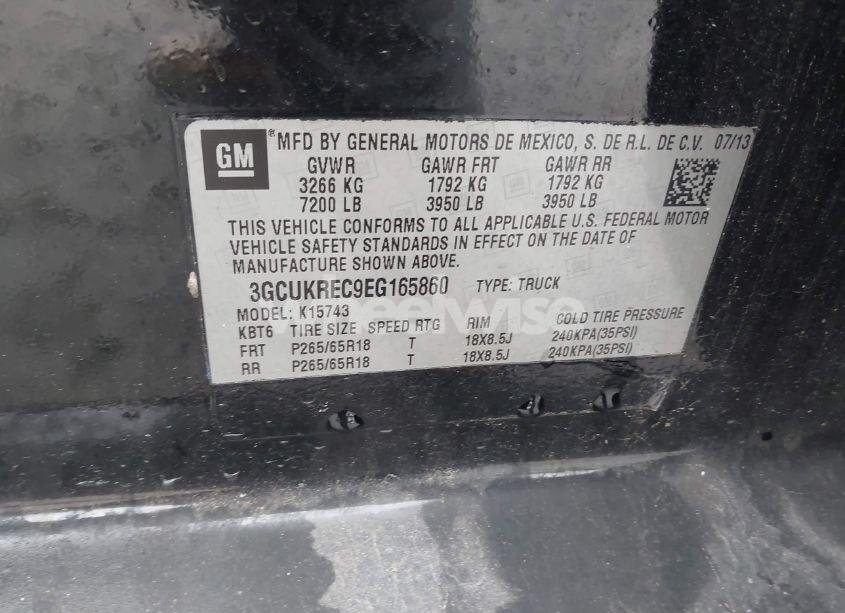 GM ® MFD BY GENERAL MOTORS DE MEXICO, S. DE R.L. DE C.V. 07/13
GVWR GAWR FRT GAWR RR
3266 KG 1792 KG 1792 KG
7200 LB 3950 LB 3950 LB
THIS VEHICLE CONFORMS TO ALL APPLICABLE U.S. FEDERAL MOTOR
VEHICLE SAFETY STANDARDS IN EFFECT ON THE DATE OF
MANUFACTURE SHOWN ABOVE.
3GCUKREC9EG165860 TYPE: TRUCK
MODEL: K15743
KBT6 TIRE SIZE SPEED RTG RIM COLD TIRE PRESSURE
FRT P265/65R18 T 18X8.5J 240KPA(35PSI)
RR P265/65R18 T 18X8.5J 240KPA(35PSI)